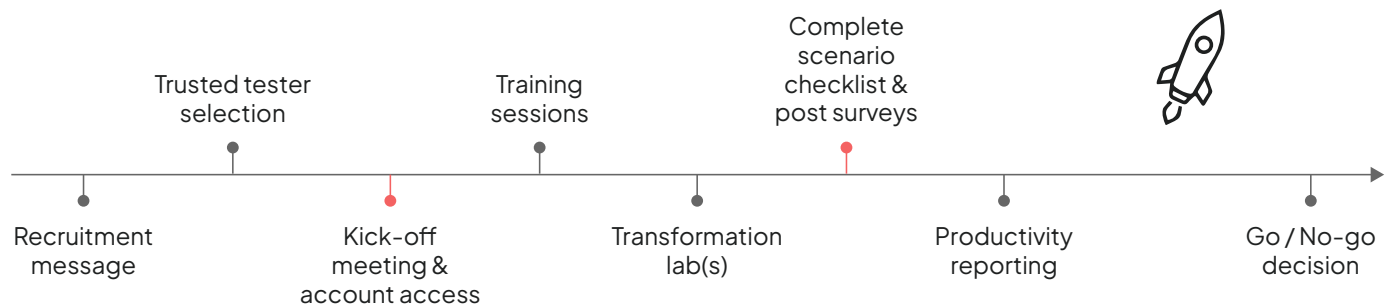 Recruitment
message
Trusted tester
selection
Kick-off
meeting &
account access
Training
sessions
Transformation
lab(s)
Complete
scenario
checklist &
post surveys
Productivity
reporting
Go / No-go
decision